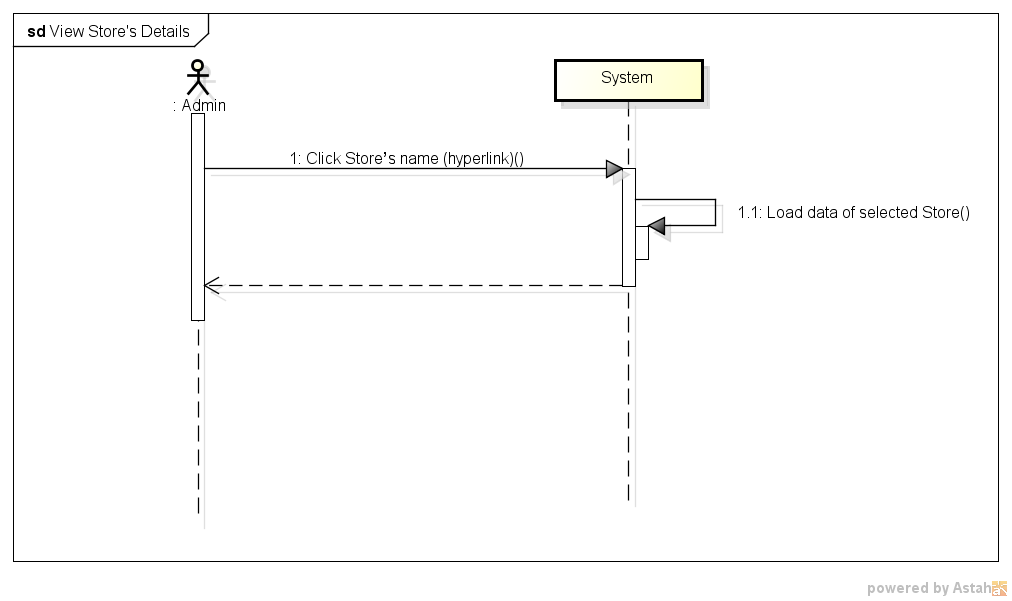 sd View Store's Details
: Admin
System
1: Click Store's name (hyperlink)()
1.1: Load data of selected Store()
powered by Astah